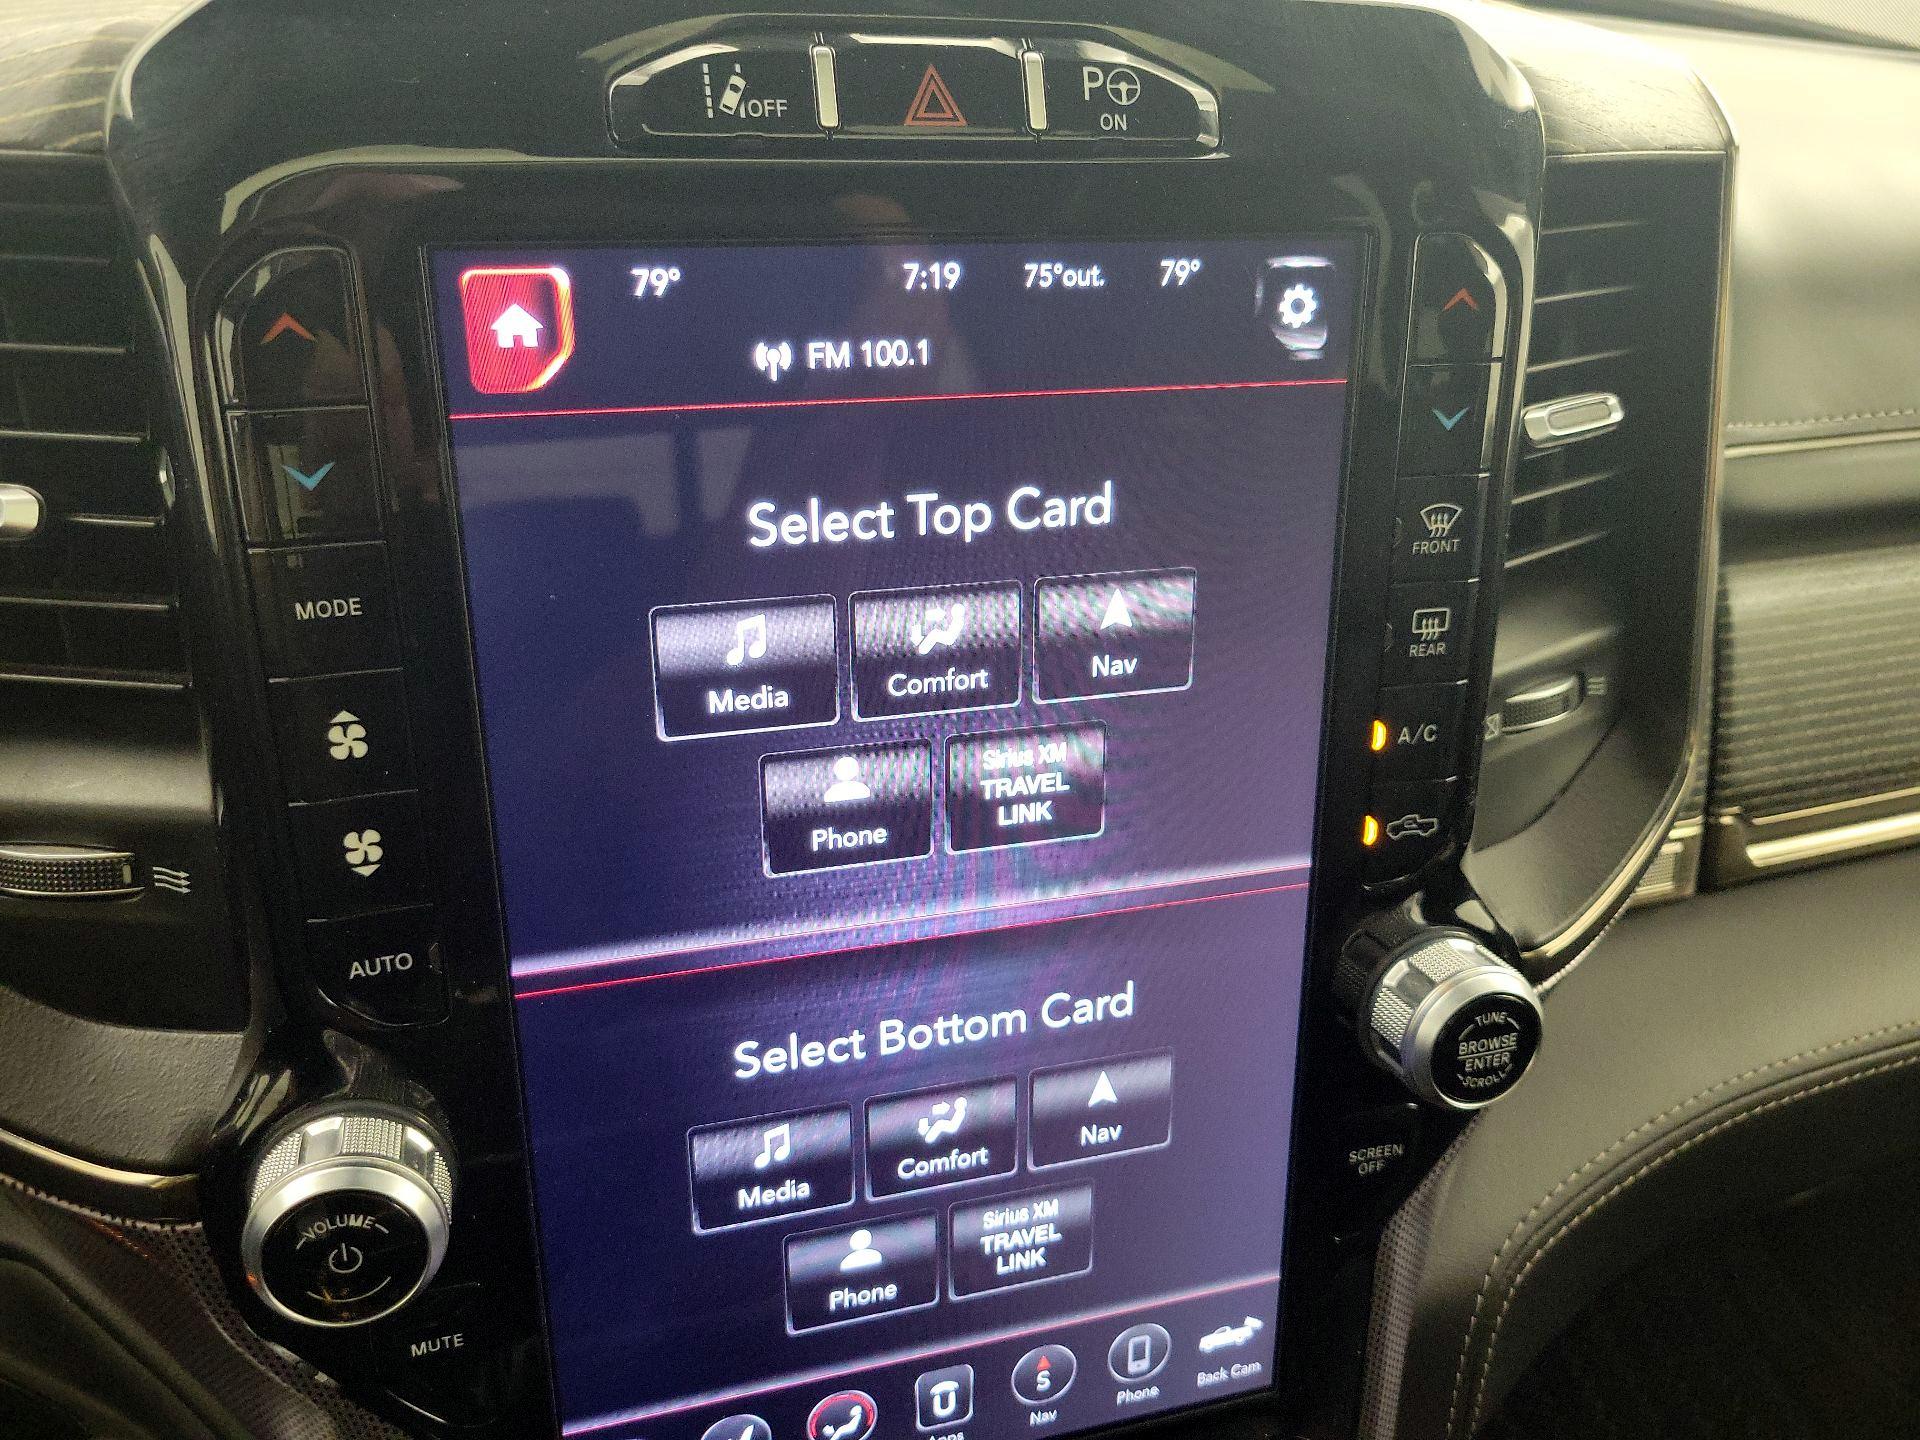 OFF
P
ON
79°
7:19
75°out.
79°
FM 100.1
Select Top Card
Media
Comfort
Nav
Phone
Sirius XM
TRAVEL
LINK
Select Bottom Card
Media
Comfort
Nav
Phone
Sirius XM
TRAVEL
LINK
Apps
S
Nav
Phone
Back Cam
MODE
AUTO
VOLUME
MUTE
FRONT
REAR
A/C
TUNE
BROWSE
ENTER
SCROLL
SCREEN
OFF